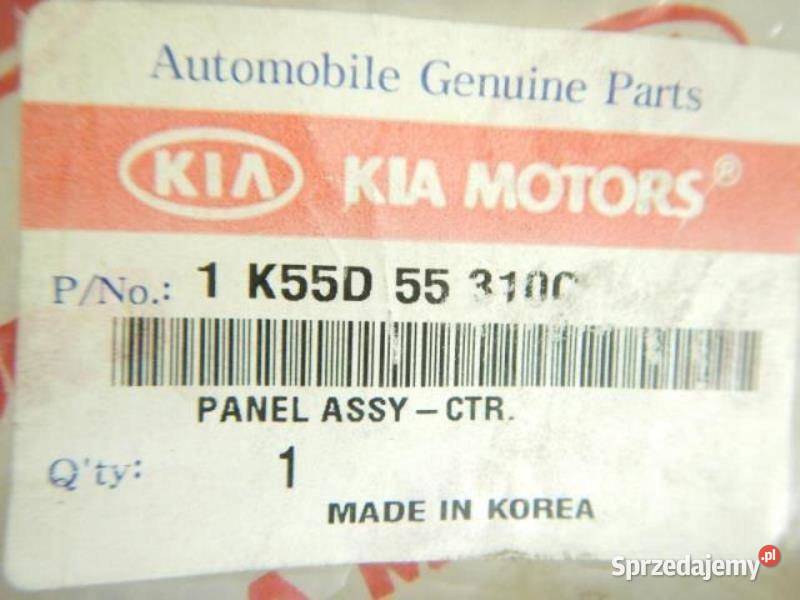 Automobile Genuine Parts
KIA KIA MOTORS®
P/No.: 1 K55D 55 310C
PANEL ASSY-CTR.
Q'ty: 1
MADE IN KOREA
Sprzedajemy.pl